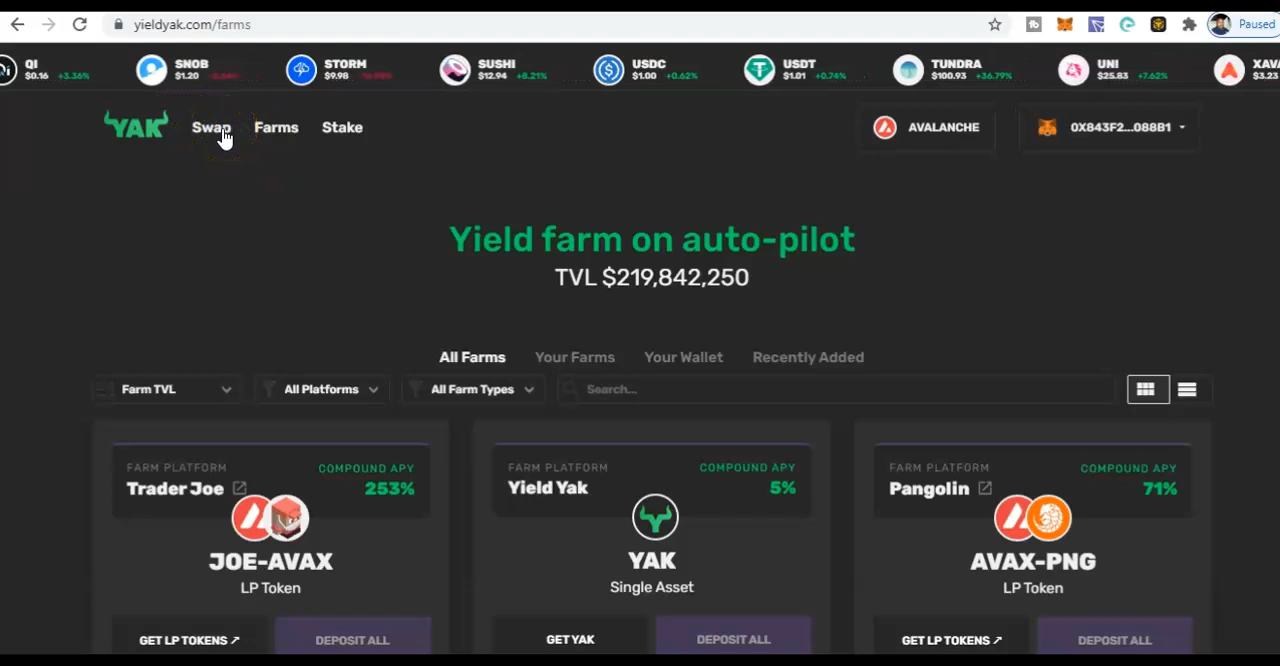 yieldyak.com/farms
Paused
QI
$0.16 +3.36%
SNOB
$1.20
STORM
$9.98
SUSHI
$12.94 +8.21%
USDC
$1.00 +0.62%
USDT
$1.01 +0.74%
TUNDRA
$100.93 +36.79%
UNI
$25.83 +7.62%
XAVA
$3.23
YAK Swap Farms Stake
AVALANCHE
0X843F2...088B1
Yield farm on auto-pilot
TVL $219,842,250
All Farms Your Farms Your Wallet Recently Added
Farm TVL All Platforms All Farm Types Search...
FARM PLATFORM COMPOUND APY
Trader Joe 253%
JOE-AVAX
LP Token
GET LP TOKENS ↗ DEPOSIT ALL
FARM PLATFORM COMPOUND APY
Yield Yak 5%
YAK
Single Asset
GET YAK DEPOSIT ALL
FARM PLATFORM COMPOUND APY
Pangolin 71%
AVAX-PNG
LP Token
GET LP TOKENS ↗ DEPOSIT ALL